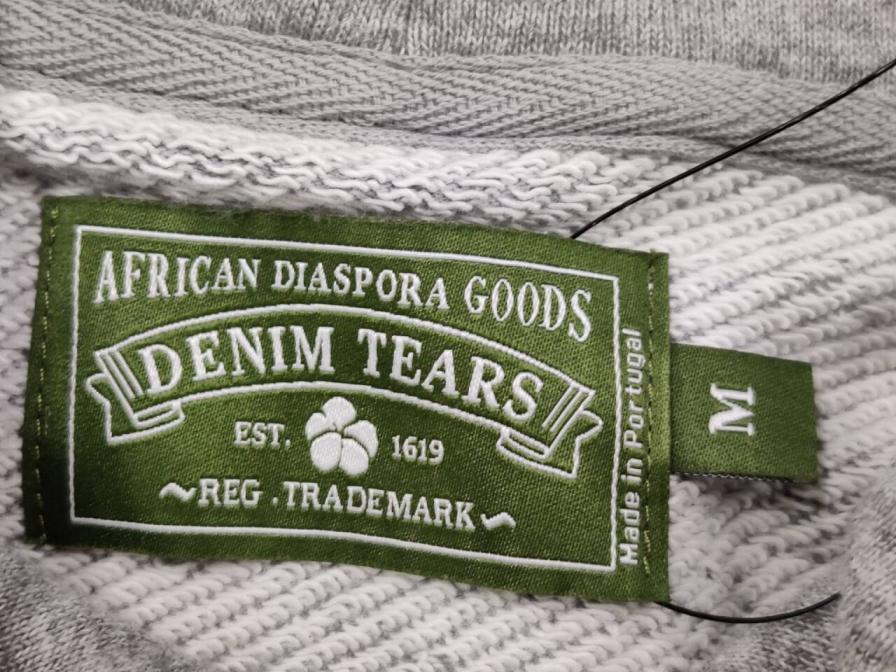 AFRICAN DIASPORA GOODS
DENIM TEARS
EST. 1619
~REG .TRADEMARK~
Made in Portugal
M